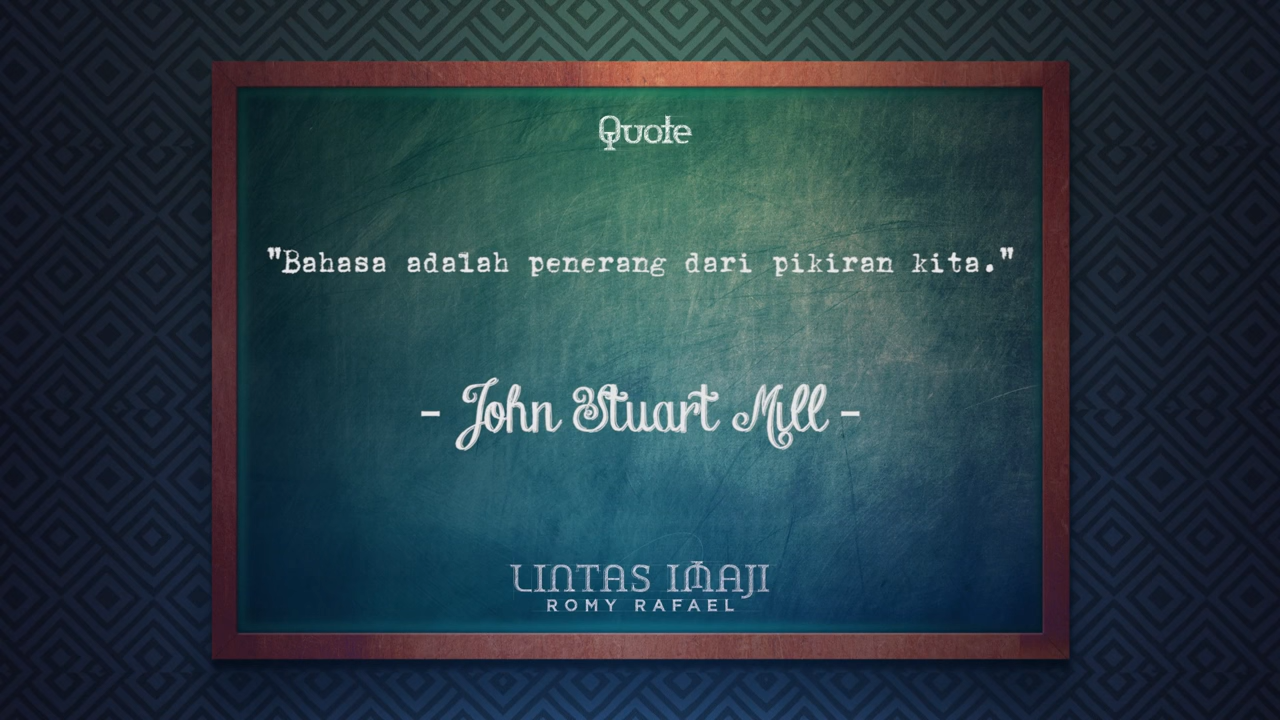 Quote
"Bahasa adalah penerang dari pikiran kita."
- John Stuart Mill -
LINTAS IMAJI
ROMY RAFAEL